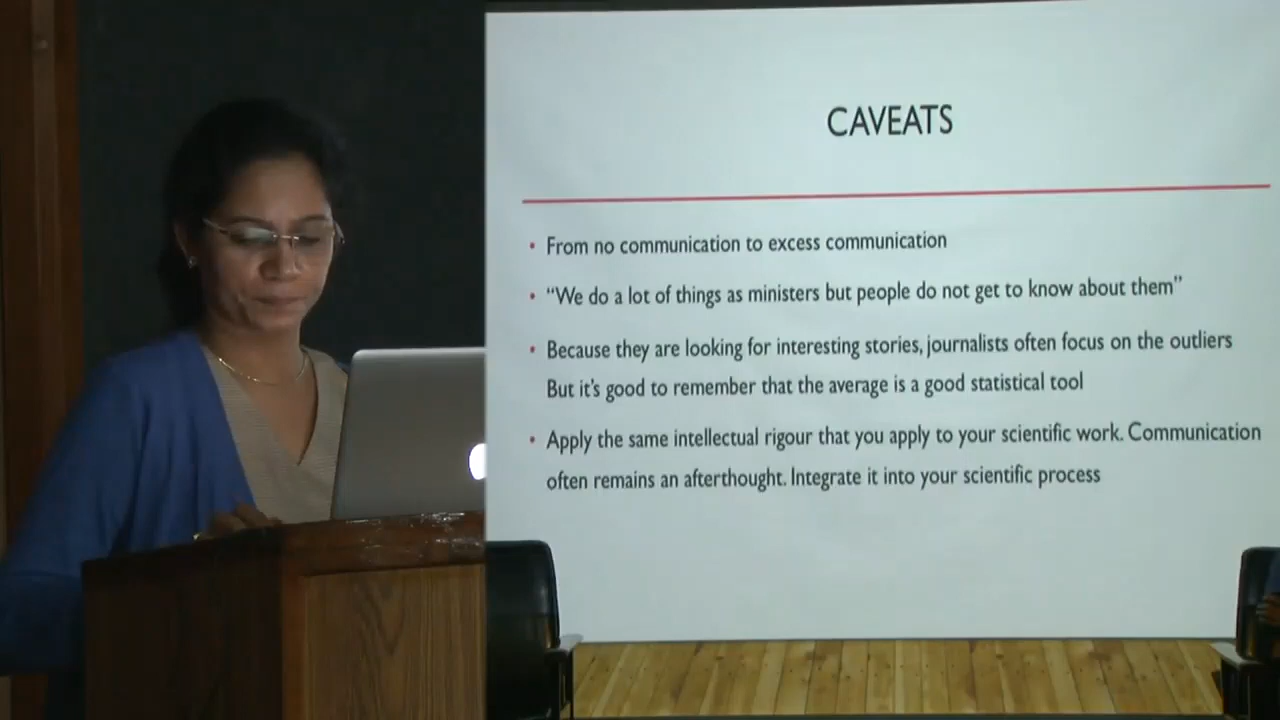 CAVEATS
• From no communication to excess communication
• “We do a lot of things as ministers but people do not get to know about them”
• Because they are looking for interesting stories, journalists often focus on the outliers
But it’s good to remember that the average is a good statistical tool
• Apply the same intellectual rigour that you apply to your scientific work. Communication
often remains an afterthought. Integrate it into your scientific process